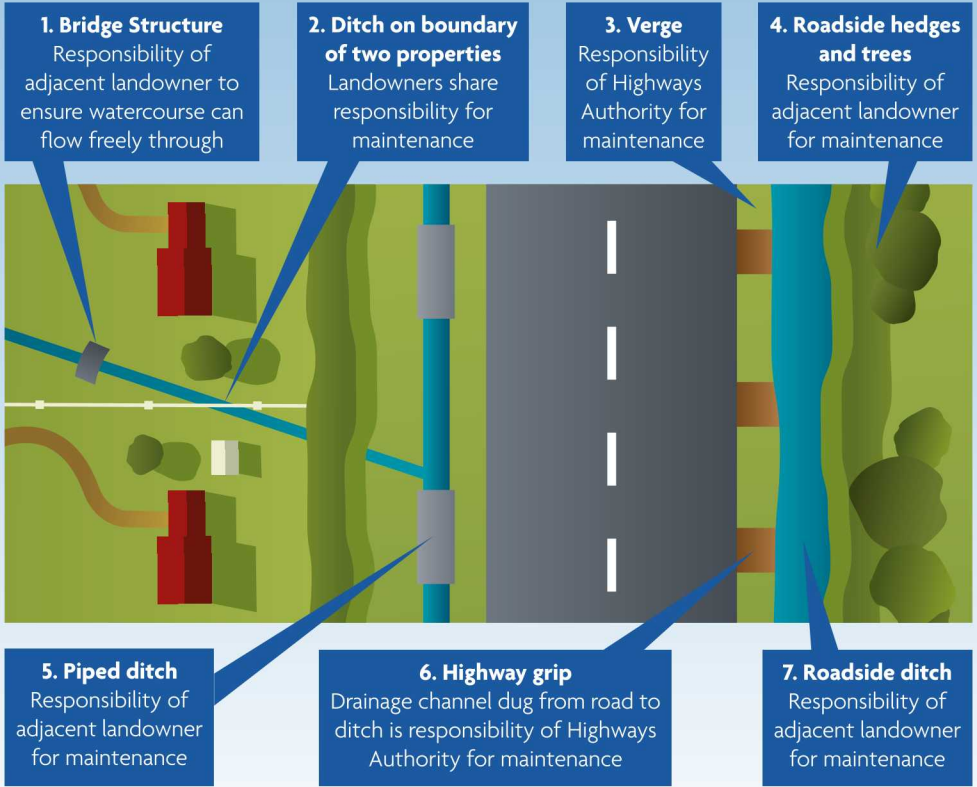 1. Bridge Structure
Responsibility of
adjacent landowner to
ensure watercourse can
flow freely through
2. Ditch on boundary
of two properties
Landowners share
responsibility for
maintenance
3. Verge
Responsibility
of Highways
Authority for
maintenance
4. Roadside hedges
and trees
Responsibility of
adjacent landowner
for maintenance
5. Piped ditch
Responsibility of
adjacent landowner
for maintenance
6. Highway grip
Drainage channel dug from road to
ditch is responsibility of Highways
Authority for maintenance
7. Roadside ditch
Responsibility of
adjacent landowner
for maintenance